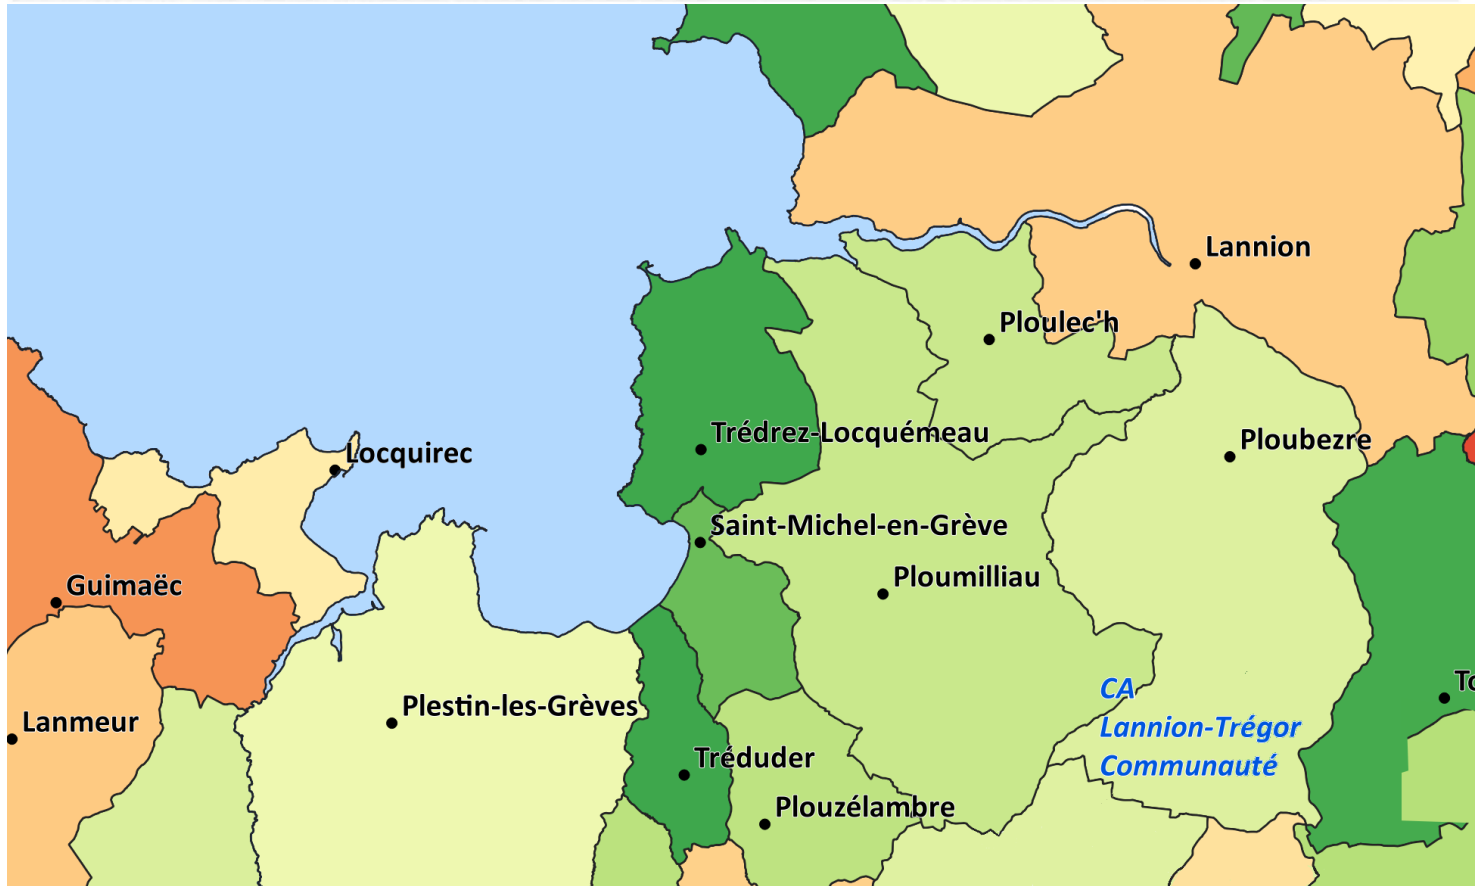 Lannion
Ploulec'h
Trédrez-Locquémeau
Ploubezre
Locquirec
Saint-Michel-en-Grève
Ploumilliau
Guimaëc
CA
Lannion-Trégor
Communauté
Plestin-les-Grèves
Lanmeur
Tréduder
Plouzélambre